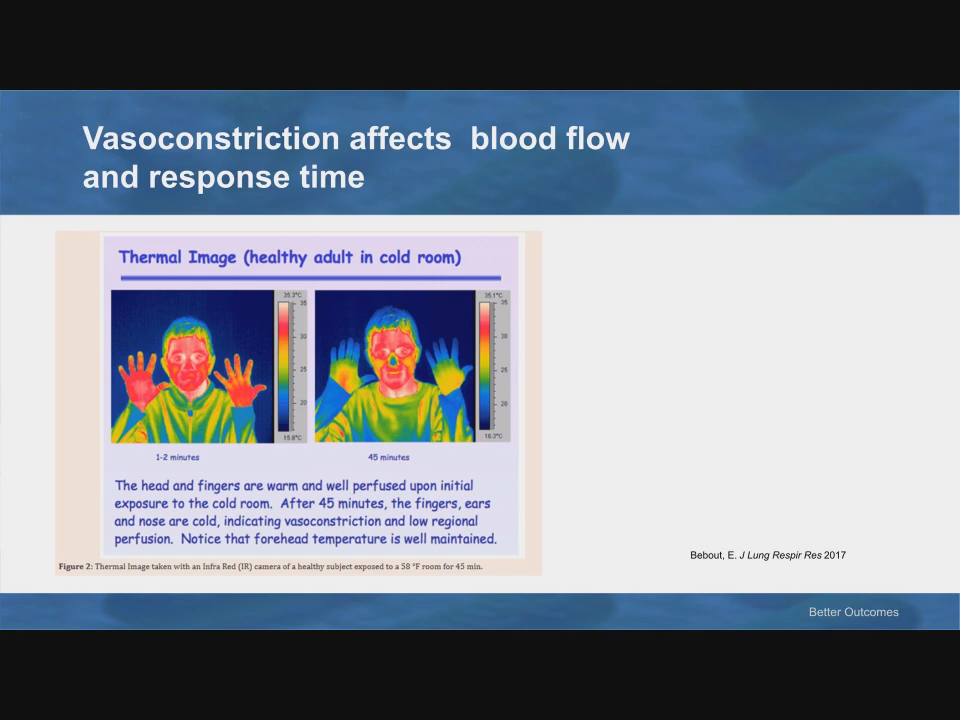 Vasoconstriction affects  blood flow
and response time
Thermal Image (healthy adult in cold room)
35.3°C
35
30
25
20
15.9°C
35.1°C
35
30
25
20
16.3°C
1-2 minutes
45 minutes
The head and fingers are warm and well perfused upon initial
exposure to the cold room.  After 45 minutes, the fingers, ears
and nose are cold, indicating vasoconstriction and low regional
perfusion.  Notice that forehead temperature is well maintained.
Figure 2: Thermal Image taken with an Infra Red (IR) camera of a healthy subject exposed to a 58 °F room for 45 min.
Bebout, E. J Lung Respir Res 2017
Better Outcomes